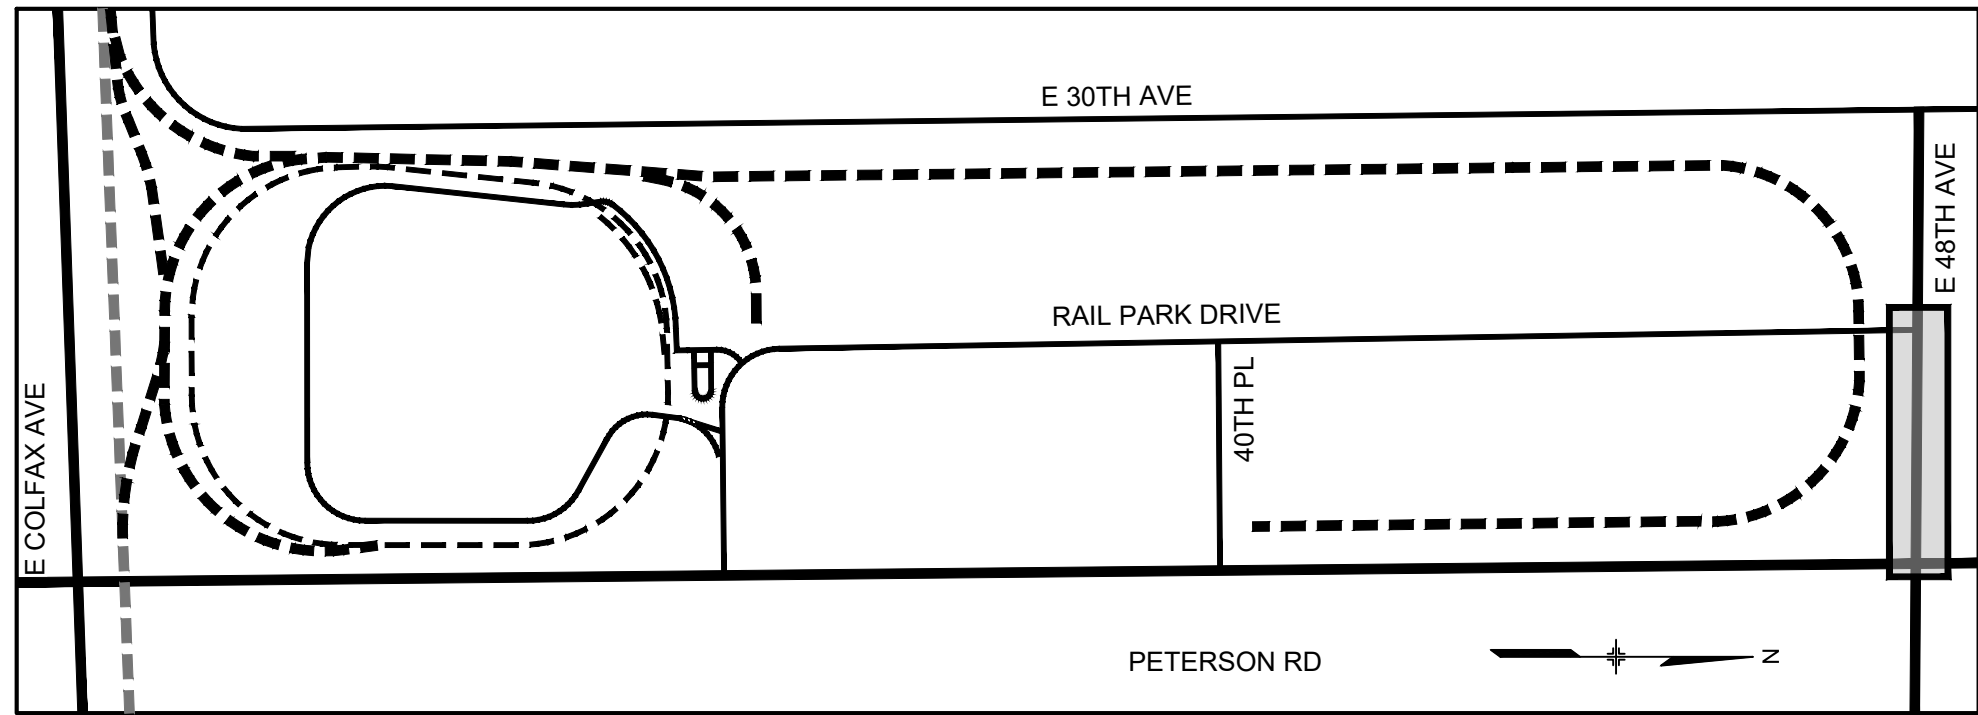 E 30TH AVE
E 48TH AVE
RAIL PARK DRIVE
40TH PL
E COLFAX AVE
PETERSON RD
N